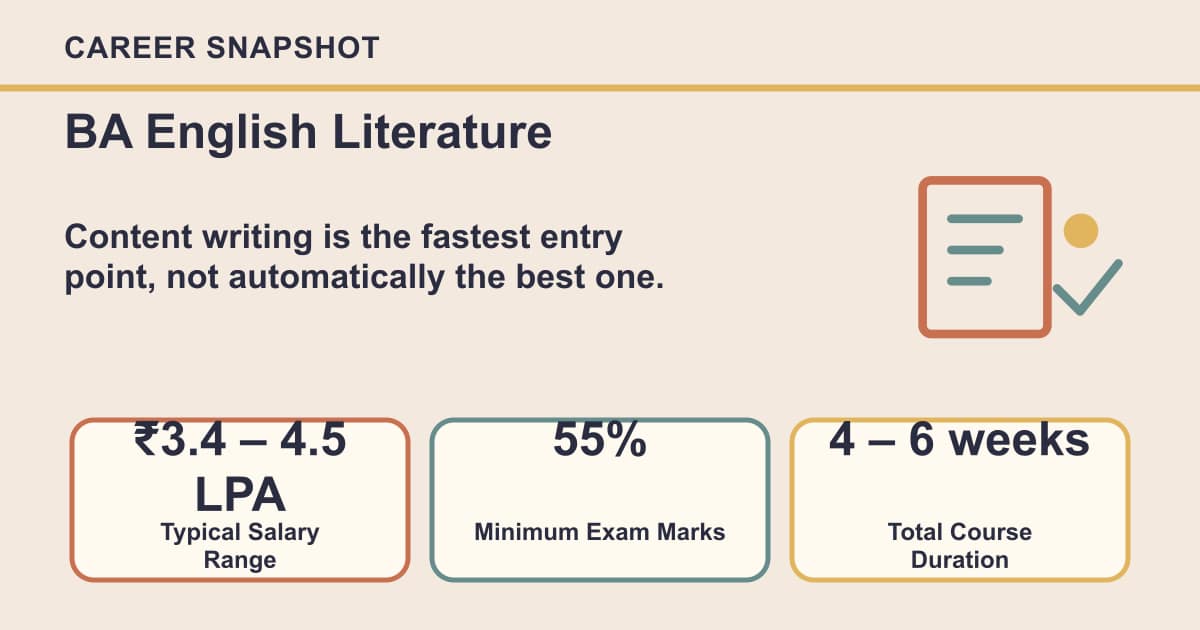 CAREER SNAPSHOT
BA English Literature
Content writing is the fastest entry
point, not automatically the best one.
₹3.4 – 4.5
LPA
Typical Salary
Range
55%
Minimum Exam Marks
4 – 6 weeks
Total Course
Duration